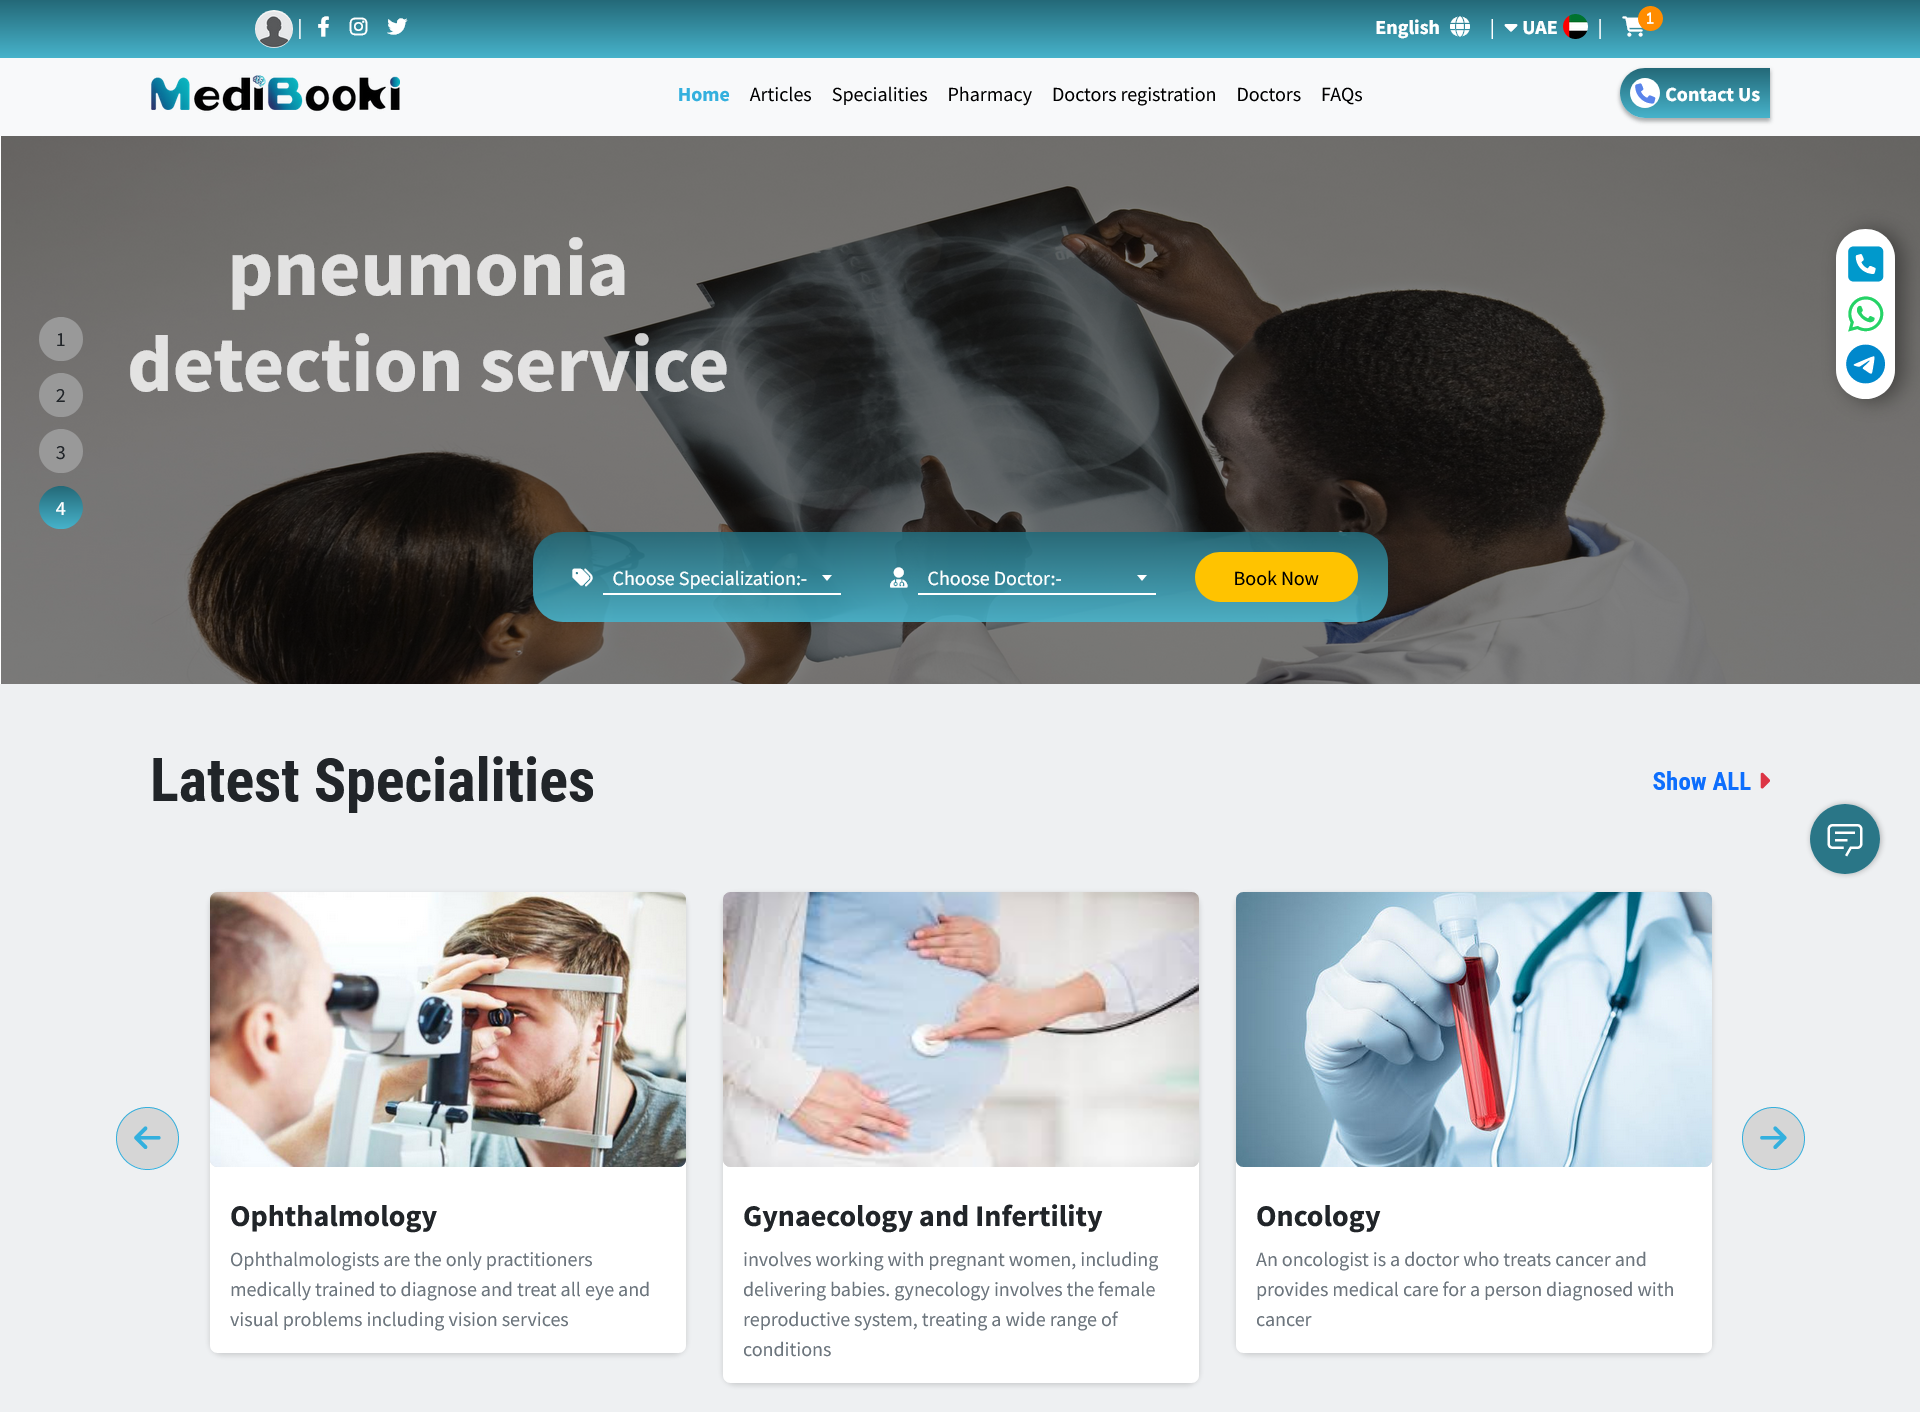 |
English | UAE | 1
MediBooki
Home Articles Specialities Pharmacy Doctors registration Doctors FAQs
Contact Us
pneumonia
detection service
1
2
3
4
Choose Specialization:- Choose Doctor:- Book Now
Latest Specialities
Show ALL
Ophthalmology
Ophthalmologists are the only practitioners
medically trained to diagnose and treat all eye and
visual problems including vision services
Gynaecology and Infertility
involves working with pregnant women, including
delivering babies. gynecology involves the female
reproductive system, treating a wide range of
conditions
Oncology
An oncologist is a doctor who treats cancer and
provides medical care for a person diagnosed with
cancer